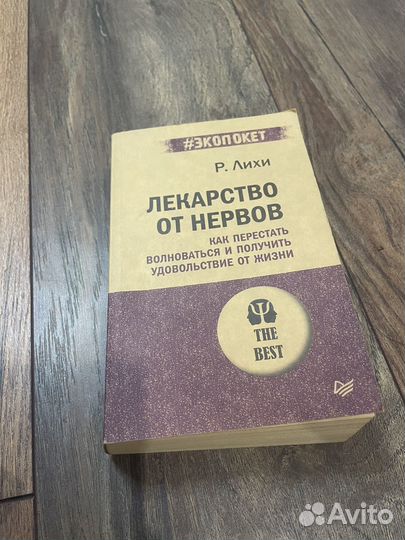 #ЭКОПОКЕТ
Р. Лихи
ЛЕКАРСТВО
ОТ НЕРВОВ
КАК ПЕРЕСТАТЬ
ВОЛНОВАТЬСЯ И ПОЛУЧИТЬ
УДОВОЛЬСТВИЕ ОТ ЖИЗНИ
Ψ
THE
BEST
Avito